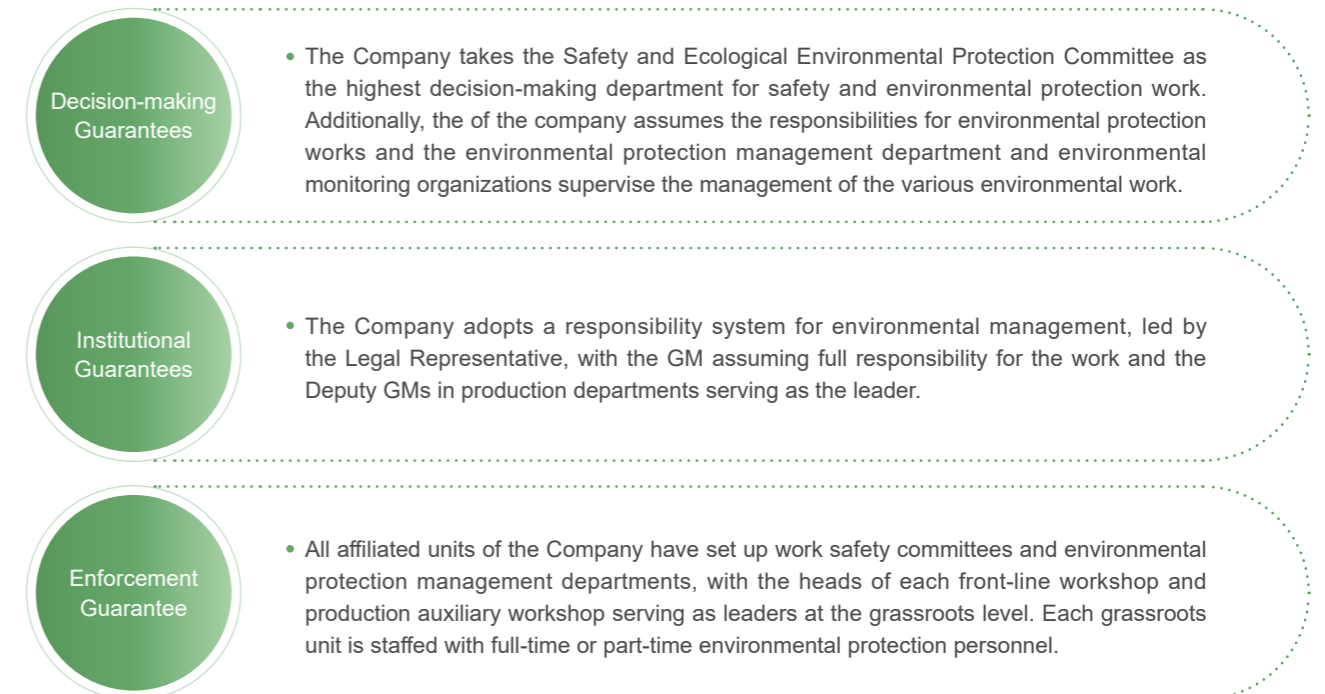 Decision-making
Guarantees
• The Company takes the Safety and Ecological Environmental Protection Committee as
the highest decision-making department for safety and environmental protection work.
Additionally, the of the company assumes the responsibilities for environmental protection
works and the environmental protection management department and environmental
monitoring organizations supervise the management of the various environmental work.
Institutional
Guarantees
• The Company adopts a responsibility system for environmental management, led by
the Legal Representative, with the GM assuming full responsibility for the work and the
Deputy GMs in production departments serving as the leader.
Enforcement
Guarantee
• All affiliated units of the Company have set up work safety committees and environmental
protection management departments, with the heads of each front-line workshop and
production auxiliary workshop serving as leaders at the grassroots level. Each grassroots
unit is staffed with full-time or part-time environmental protection personnel.